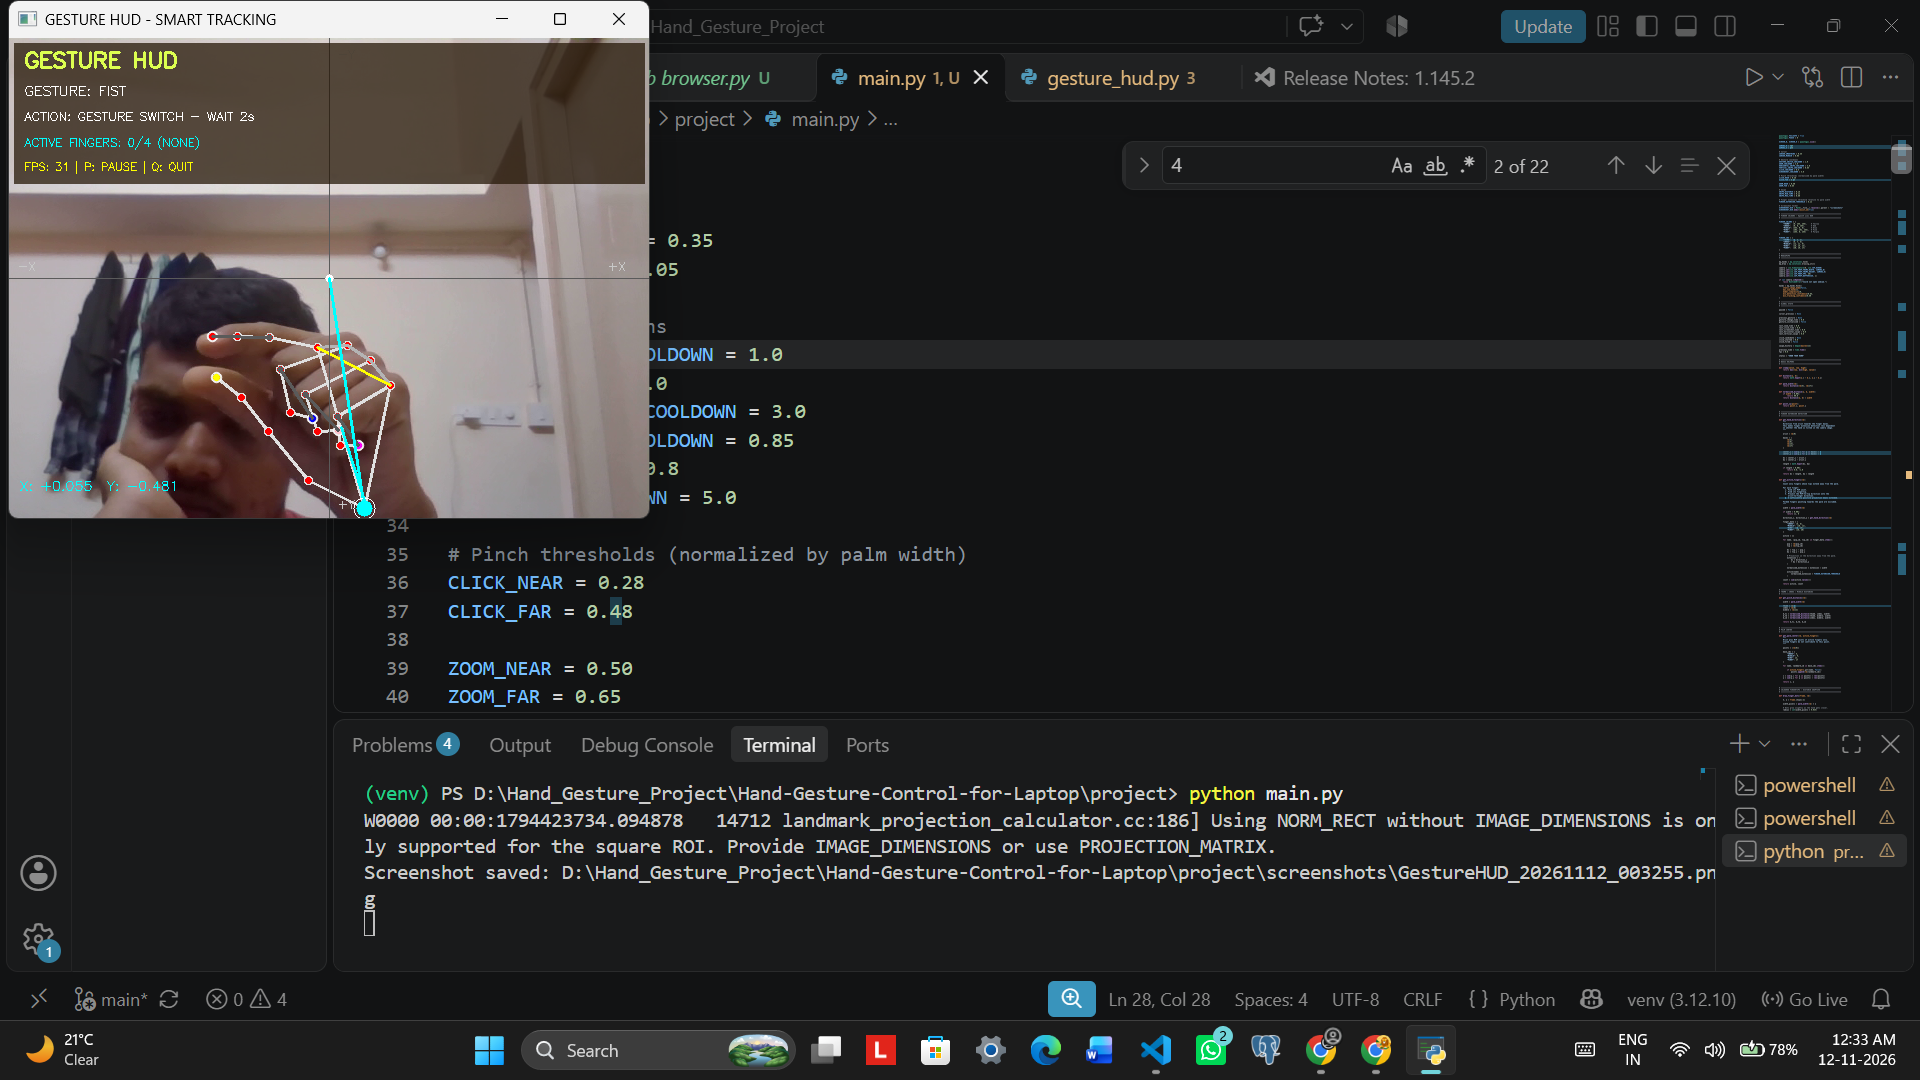 GESTURE HUD - SMART TRACKING
GESTURE HUD
GESTURE: FIST
ACTION: GESTURE SWITCH - WAIT 2s
ACTIVE FINGERS: 0/4 (NONE)
FPS: 31 | P: PAUSE | Q: QUIT
-X
+X
X: +0.055 Y: -0.481
Hand_Gesture_Project
Update
browser.py U
main.py 1, U
gesture_hud.py 3
Release Notes: 1.145.2
project > main.py > ...
4
Aa ab .*
2 of 22
= 0.35
.05
ns
OLDOWN = 1.0
.0
COOLDOWN = 3.0
OLDOWN = 0.85
0.8
WN = 5.0
34
35 # Pinch thresholds (normalized by palm width)
36 CLICK_NEAR = 0.28
37 CLICK_FAR = 0.48
38
39 ZOOM_NEAR = 0.50
40 ZOOM_FAR = 0.65
Problems 4 Output Debug Console Terminal Ports
(venv) PS D:\Hand_Gesture_Project\Hand-Gesture-Control-for-Laptop\project> python main.py
W0000 00:00:1794423734.094878   14712 landmark_projection_calculator.cc:186] Using NORM_RECT without IMAGE_DIMENSIONS is on
ly supported for the square ROI. Provide IMAGE_DIMENSIONS or use PROJECTION_MATRIX.
Screenshot saved: D:\Hand_Gesture_Project\Hand-Gesture-Control-for-Laptop\project\screenshots\GestureHUD_20261112_003255.pn
g
powershell
powershell
python pr...
1
main* 0 4
Ln 28, Col 28 Spaces: 4 UTF-8 CRLF { } Python venv (3.12.10) Go Live
21°C
Clear
Search
L
W
2
ENG
IN
78%
12:33 AM
12-11-2026